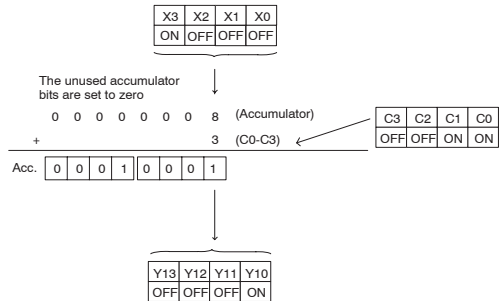 X3 X2 X1 X0
ON OFF OFF OFF
The unused accumulator
bits are set to zero
0 0 0 0 0 0 0 8 (Accumulator)
+ 3 (C0-C3)
C3 C2 C1 C0
OFF OFF ON ON
Acc. 0 0 0 1 0 0 0 1
Y13 Y12 Y11 Y10
OFF OFF OFF ON